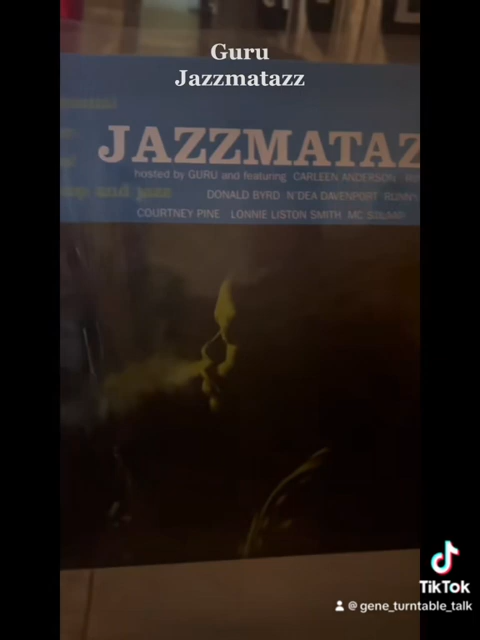 Guru
Jazzmatazz
JAZZMATAZ
hosted by GURU and featuring CARLEEN ANDERSON
DONALD BYRD N'DEA DAVENPORT RONNY
COURTNEY PINE LONNIE LISTON SMITH MC SOLAAR
TikTok
@ gene_turntable_talk